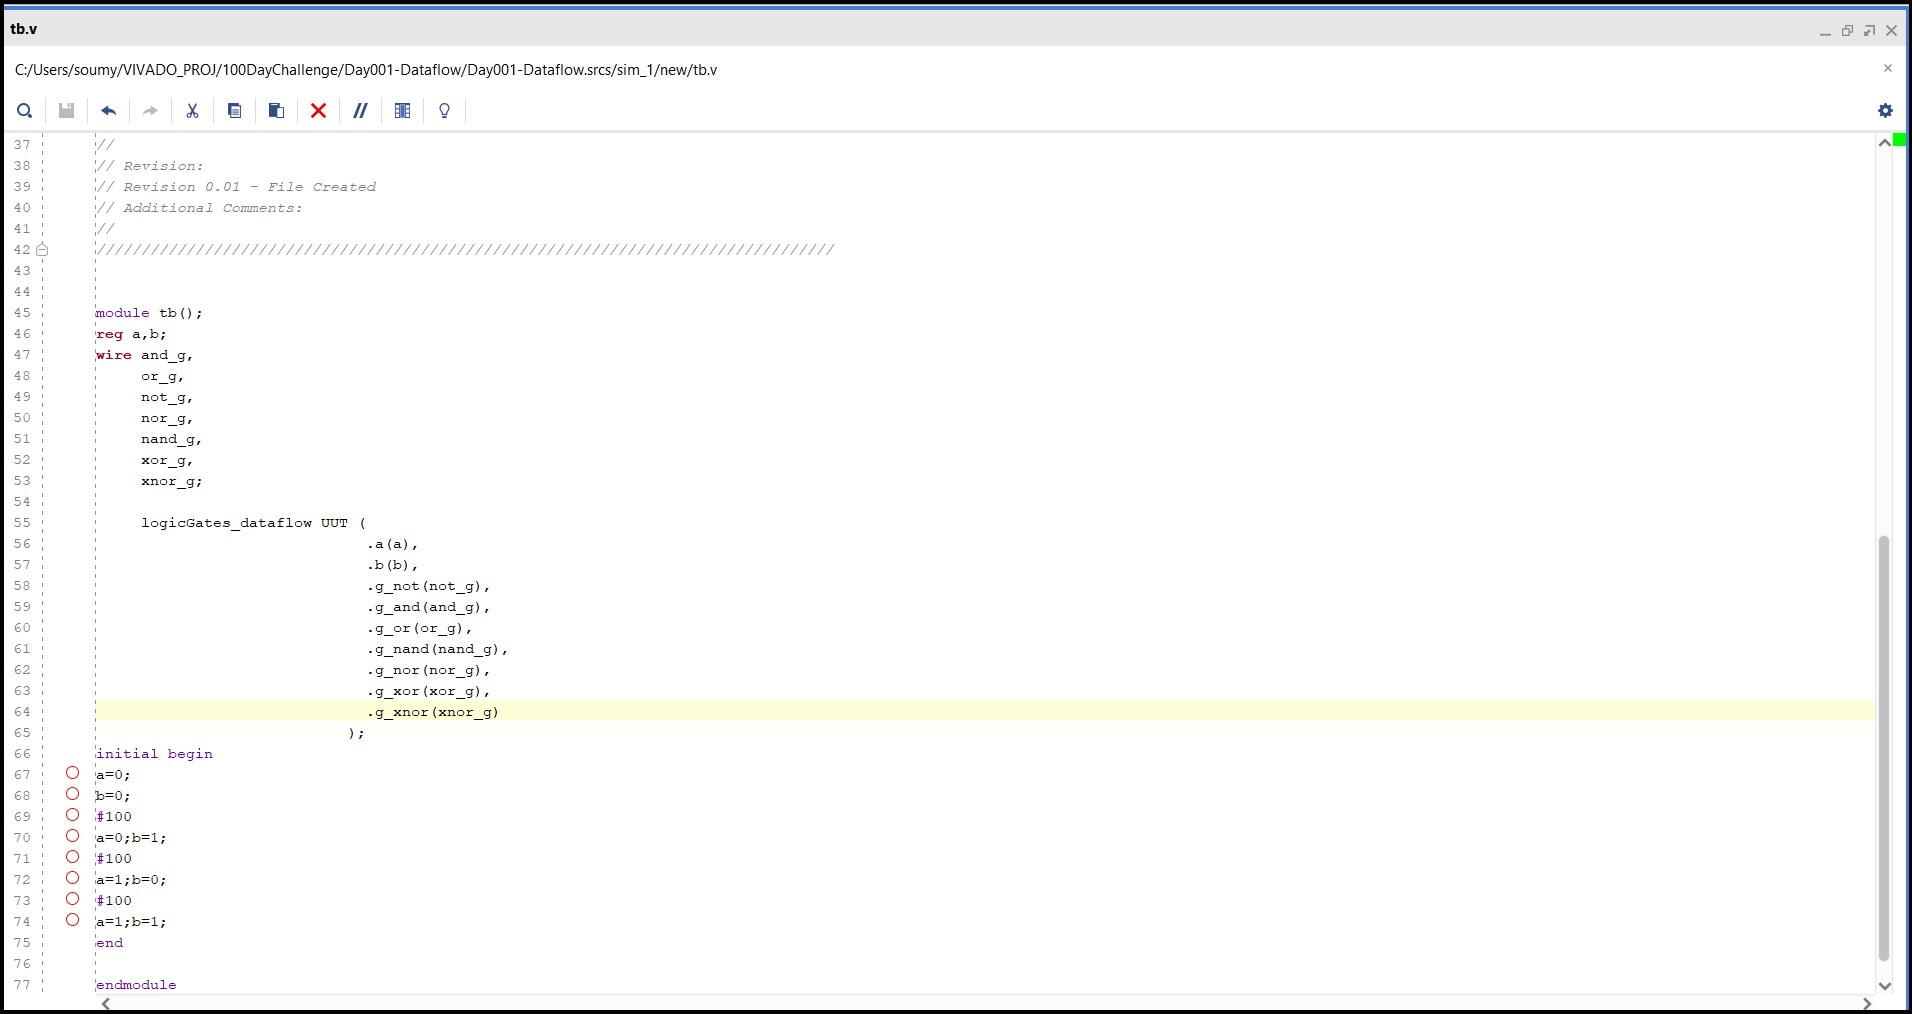 tb.v
C:/Users/soumy/VIVADO_PROJ/100DayChallenge/Day001-Dataflow/Day001-Dataflow.srcs/sim_1/new/tb.v
37 //
38 // Revision:
39 // Revision 0.01 - File Created
40 // Additional Comments:
41 //
42 //////////////////////////////////////////////////////////////////////////////////
43
44
45 module tb();
46 reg a,b;
47 wire and_g,
48 or_g,
49 not_g,
50 nor_g,
51 nand_g,
52 xor_g,
53 xnor_g;
54
55 logicGates_dataflow UUT (
56 .a(a),
57 .b(b),
58 .g_not(not_g),
59 .g_and(and_g),
60 .g_or(or_g),
61 .g_nand(nand_g),
62 .g_nor(nor_g),
63 .g_xor(xor_g),
64 .g_xnor(xnor_g)
65 );
66 initial begin
67 a=0;
68 b=0;
69 #100
70 a=0;b=1;
71 #100
72 a=1;b=0;
73 #100
74 a=1;b=1;
75 end
76
77 endmodule